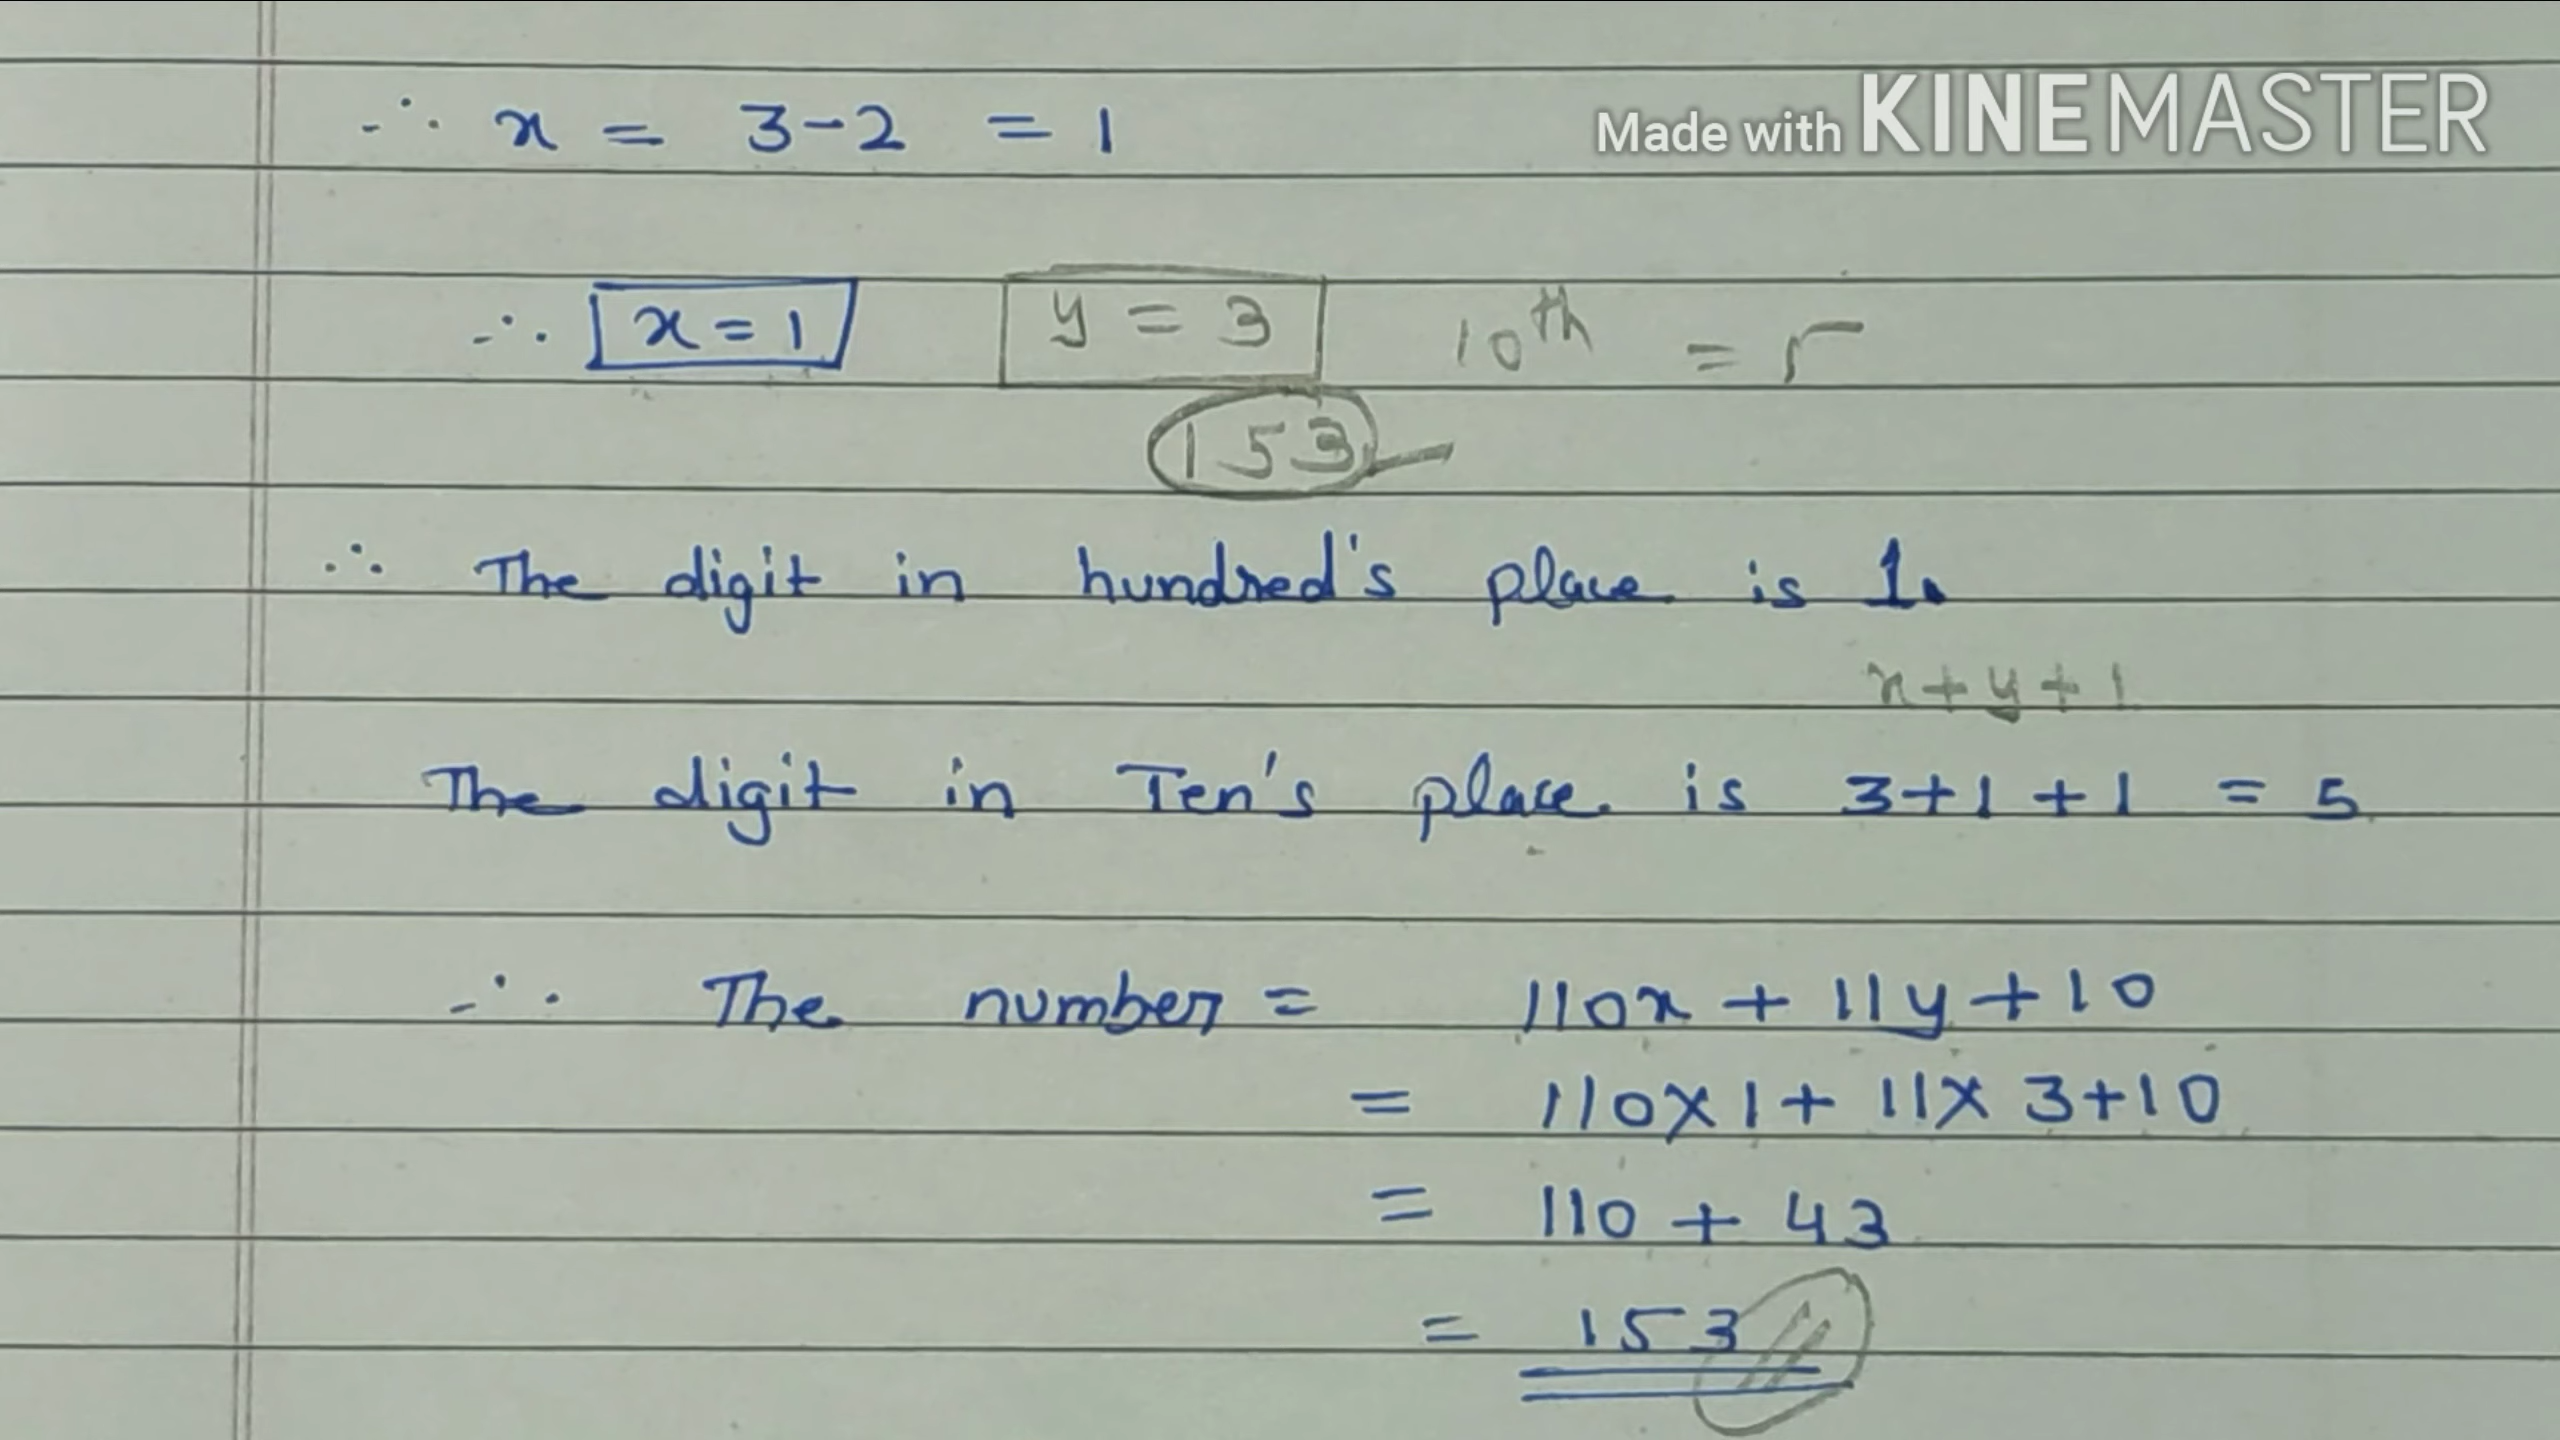 ∴ x = 3-2 = 1
Made with KINEMASTER
∴ x = 1 y = 3 10th = 5
153
∴ The digit in hundred's place is 1.
x+y+1
The digit in Ten's place is 3+1+1 = 5
∴ The number = 110x + 11y + 10
= 110×1 + 11× 3+10
= 110 + 43
= 153